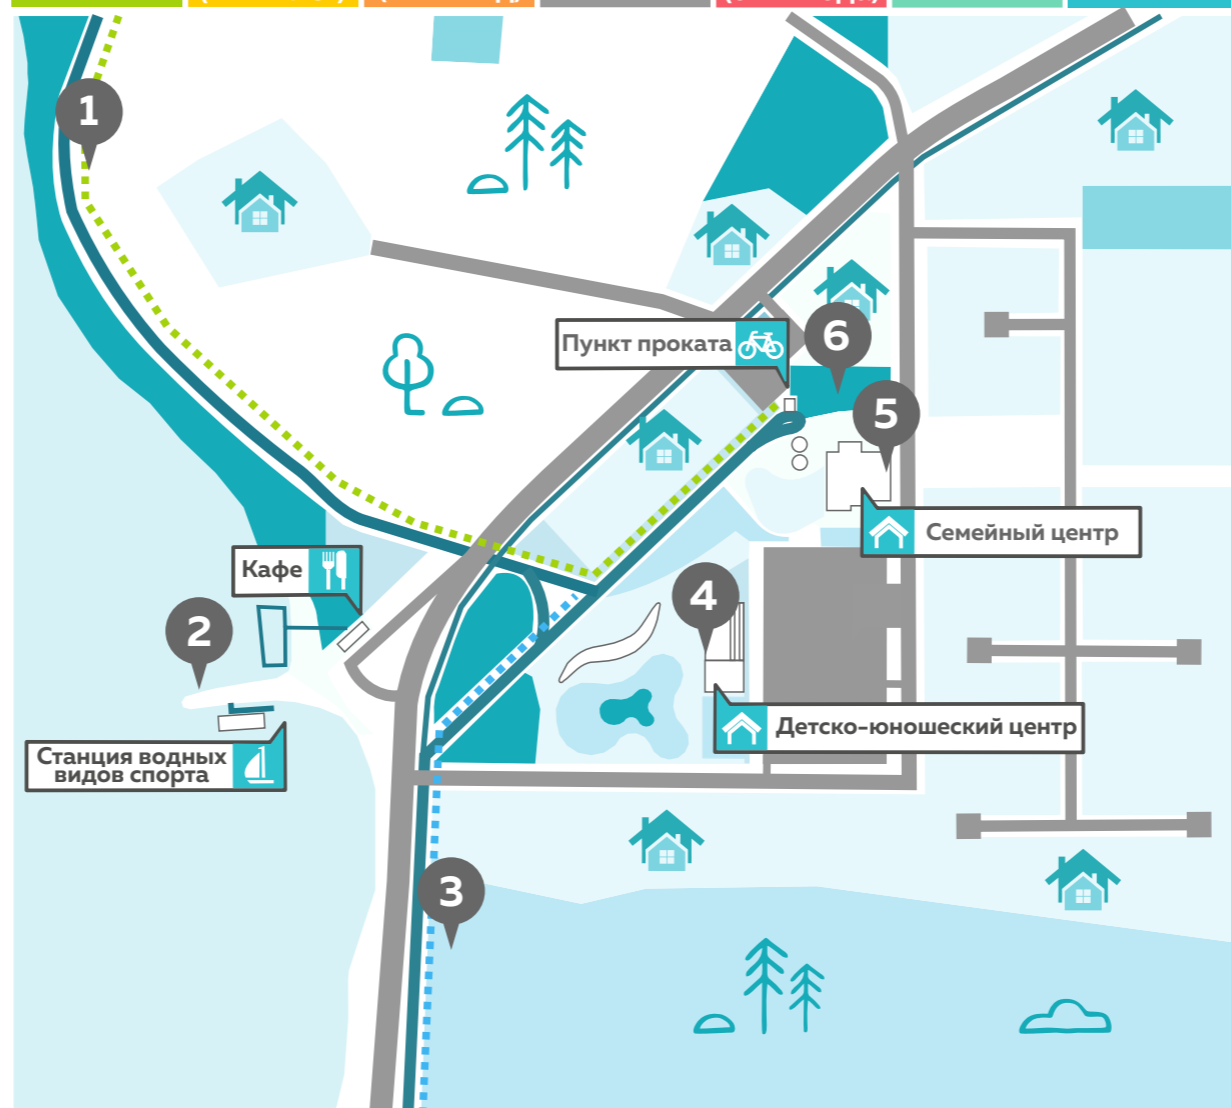 1
Пункт проката
6
5
Семейный центр
Кафе
4
2
Детско-юношеский центр
Станция водных
видов спорта
3